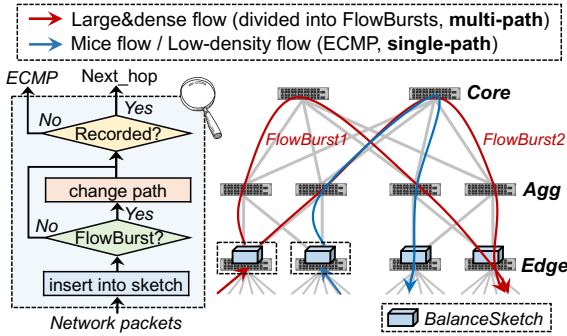 Large&dense flow (divided into FlowBursts, multi-path)
Mice flow / Low-density flow (ECMP, single-path)
ECMP
Next_hop
No
Yes
Recorded?
change path
No
Yes
FlowBurst?
insert into sketch
Network packets
Core
FlowBurst1
FlowBurst2
Agg
Edge
BalanceSketch